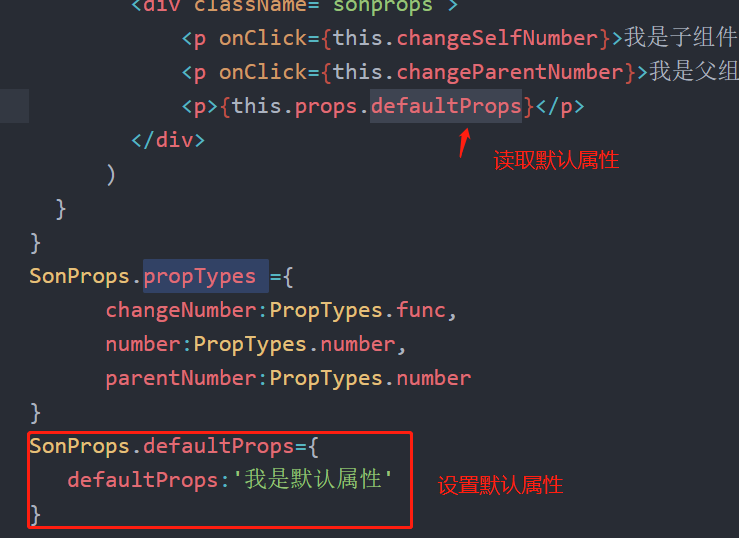 <div className="sonprops">
<p onClick={this.changeSelfNumber}>我是子组件
<p onClick={this.changeParentNumber}>我是父组
<p>{this.props.defaultProps}</p>
</div>
读取默认属性
)
}
}
SonProps.propTypes ={
changeNumber:PropTypes.func,
number:PropTypes.number,
parentNumber:PropTypes.number
}
SonProps.defaultProps={
defaultProps:'我是默认属性'
设置默认属性
}